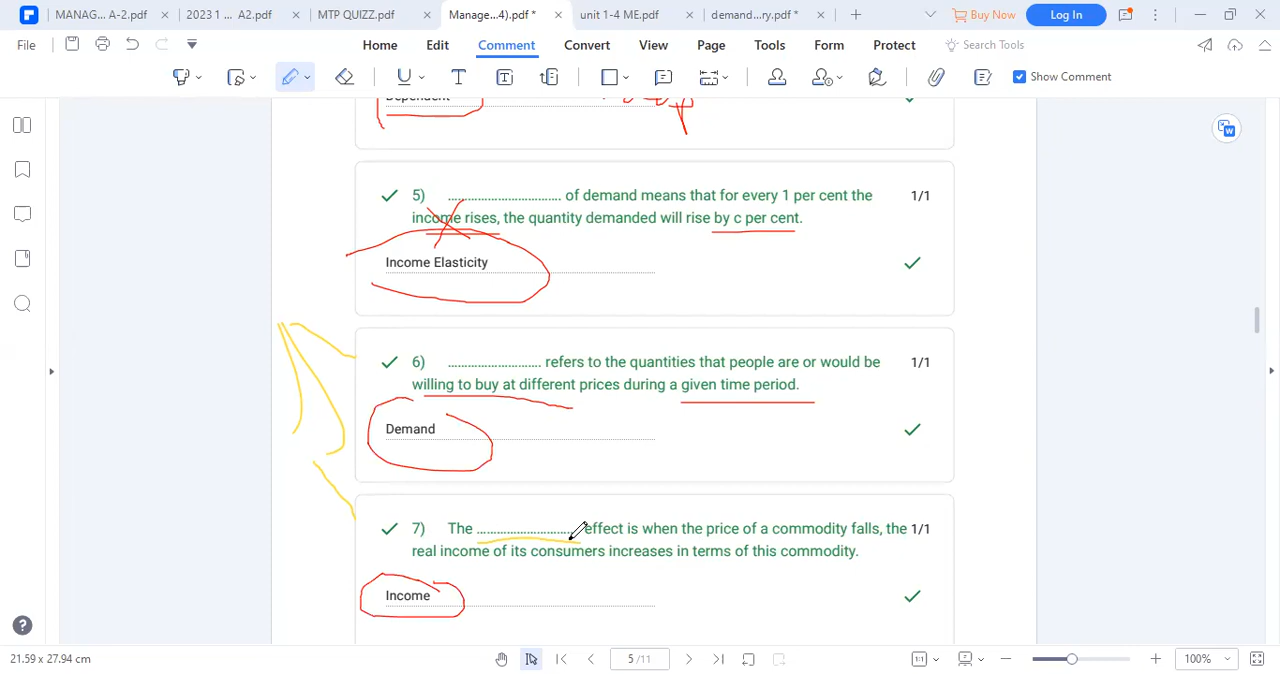 MANAG... A-2.pdf
2023 1 ... A2.pdf
MTP QUIZZ.pdf
Manage...4).pdf *
unit 1-4 ME.pdf
demand...ry.pdf *
Buy Now
Log In
File
Home
Edit
Comment
Convert
View
Page
Tools
Form
Protect
Search Tools
Show Comment
Dependent
5) .................................. of demand means that for every 1 per cent the 1/1
income rises, the quantity demanded will rise by c per cent.
Income Elasticity
6) ........................... refers to the quantities that people are or would be 1/1
willing to buy at different prices during a given time period.
Demand
7) The ............................. effect is when the price of a commodity falls, the 1/1
real income of its consumers increases in terms of this commodity.
Income
21.59 x 27.94 cm
5 /11
1:1
100%